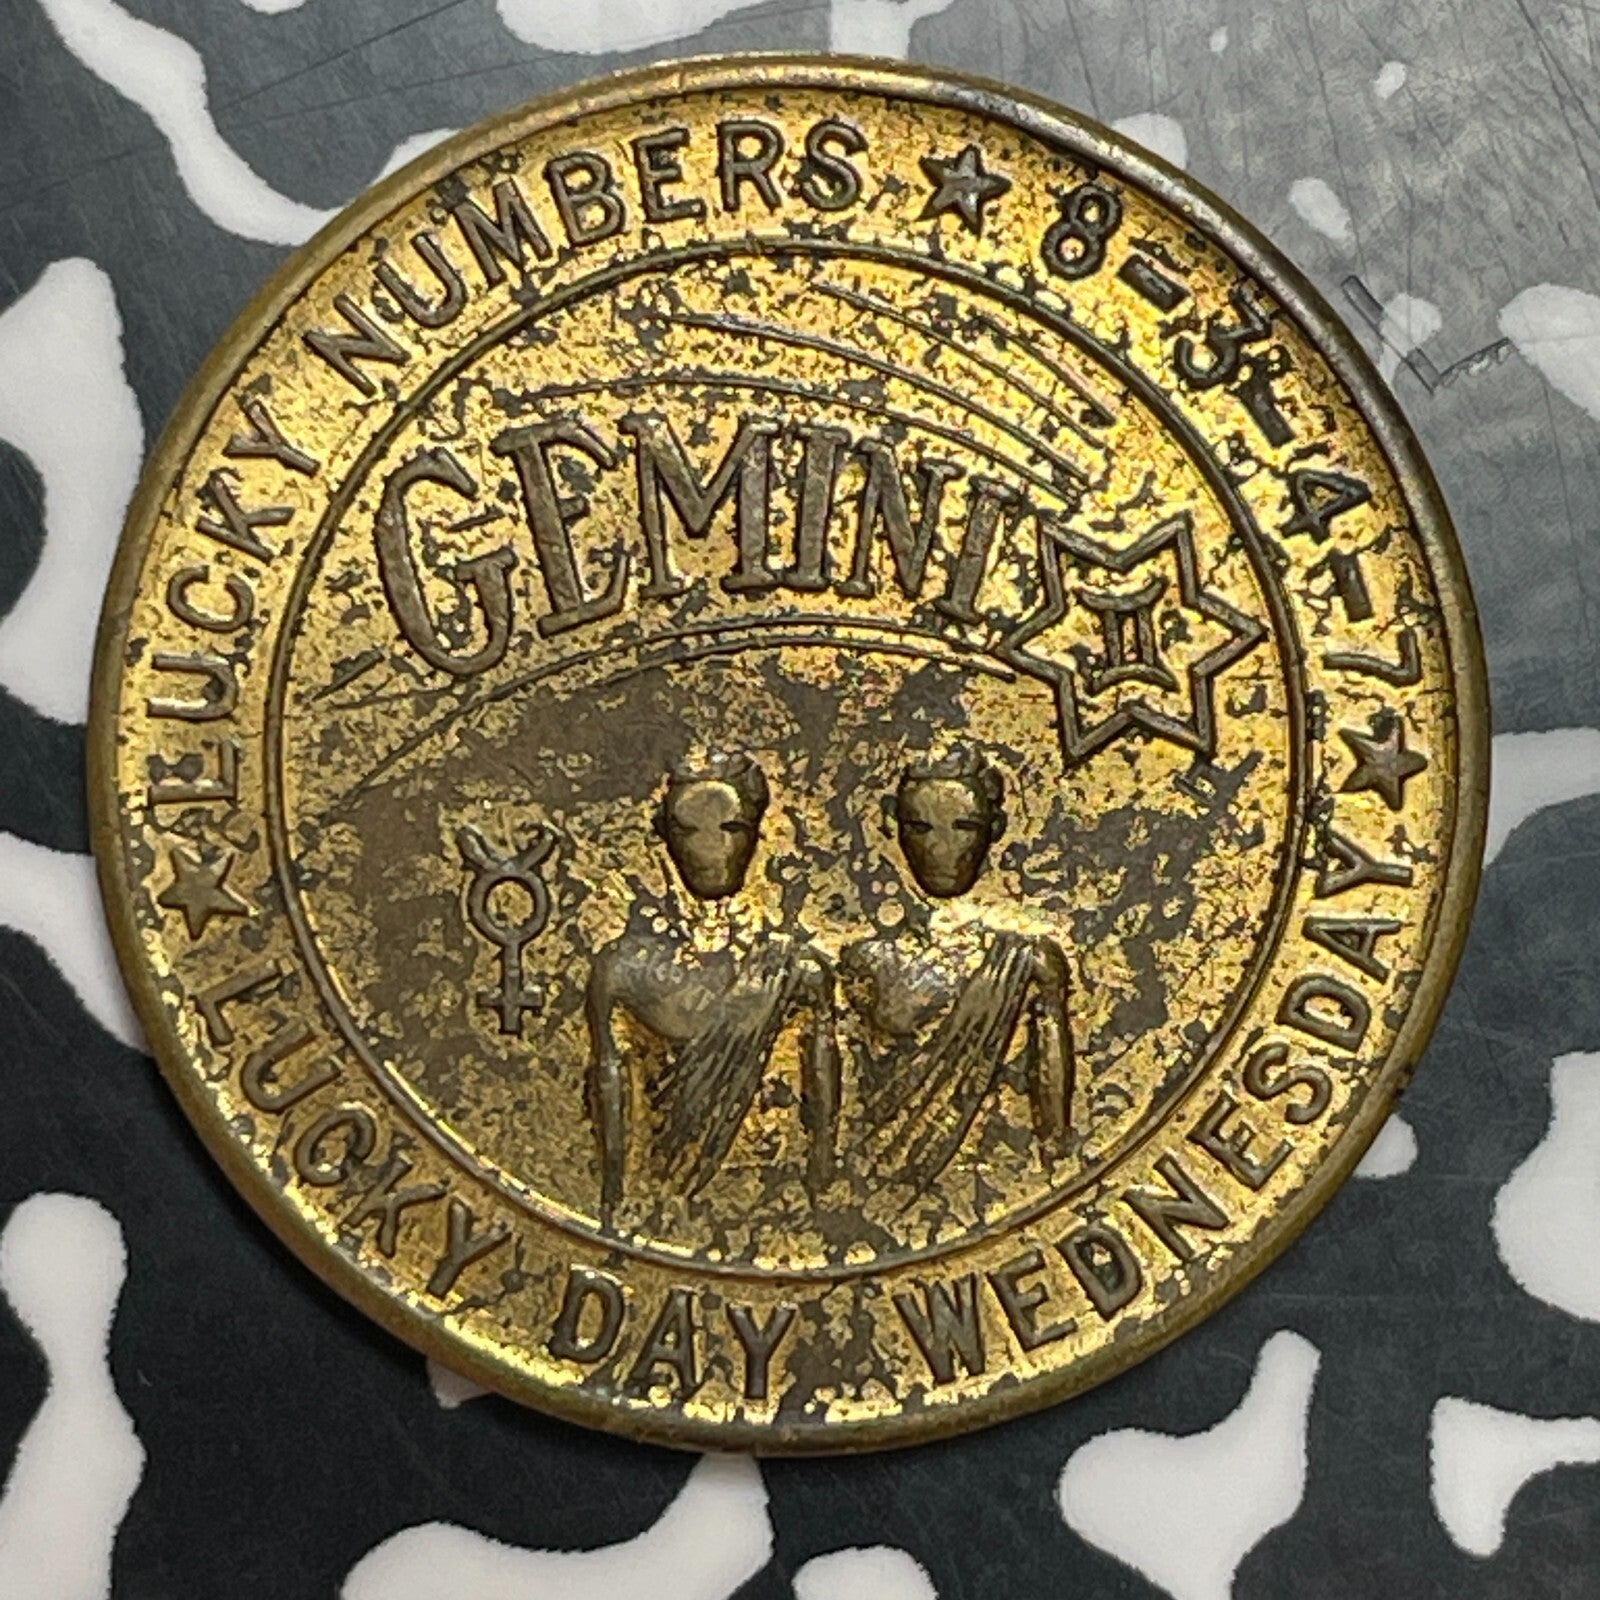 LUCKY NUMBERS ★ 8-3-4-7 ★
LUCKY DAY WEDNESDAY ★
GEMINI
♊
☿